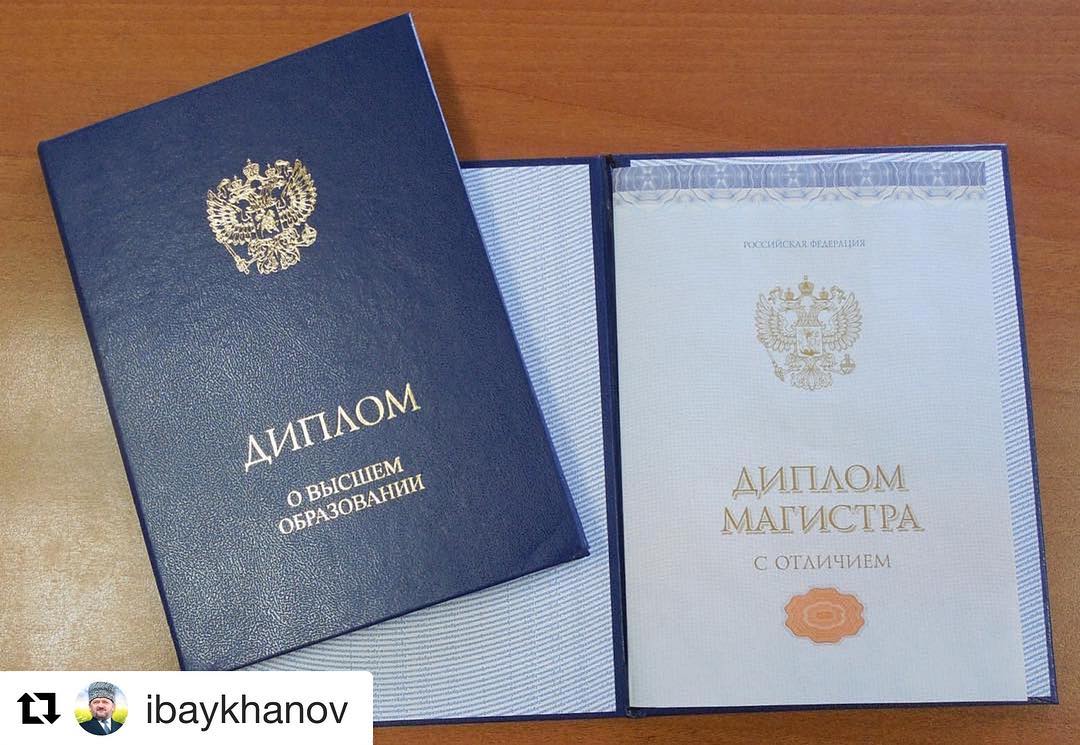 ДИПЛОМ
О ВЫСШЕМ
ОБРАЗОВАНИИ
РОССИЙСКАЯ ФЕДЕРАЦИЯ
ДИПЛОМ
МАГИСТРА
С ОТЛИЧИЕМ
ibaykhanov